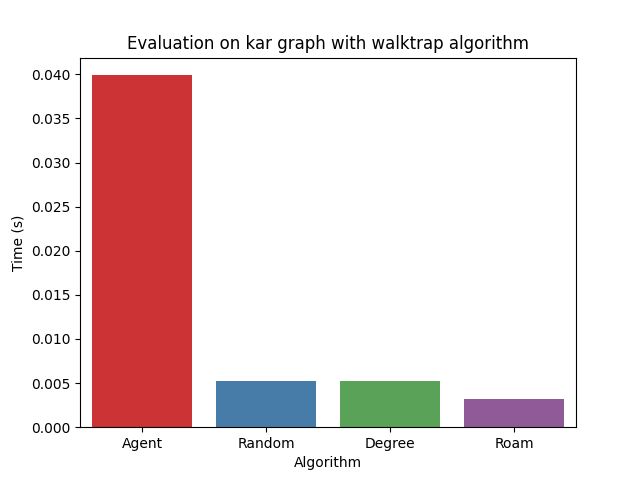 Evaluation on kar graph with walktrap algorithm
Time (s)
0.040
0.035
0.030
0.025
0.020
0.015
0.010
0.005
0.000
Agent Random Degree Roam
Algorithm